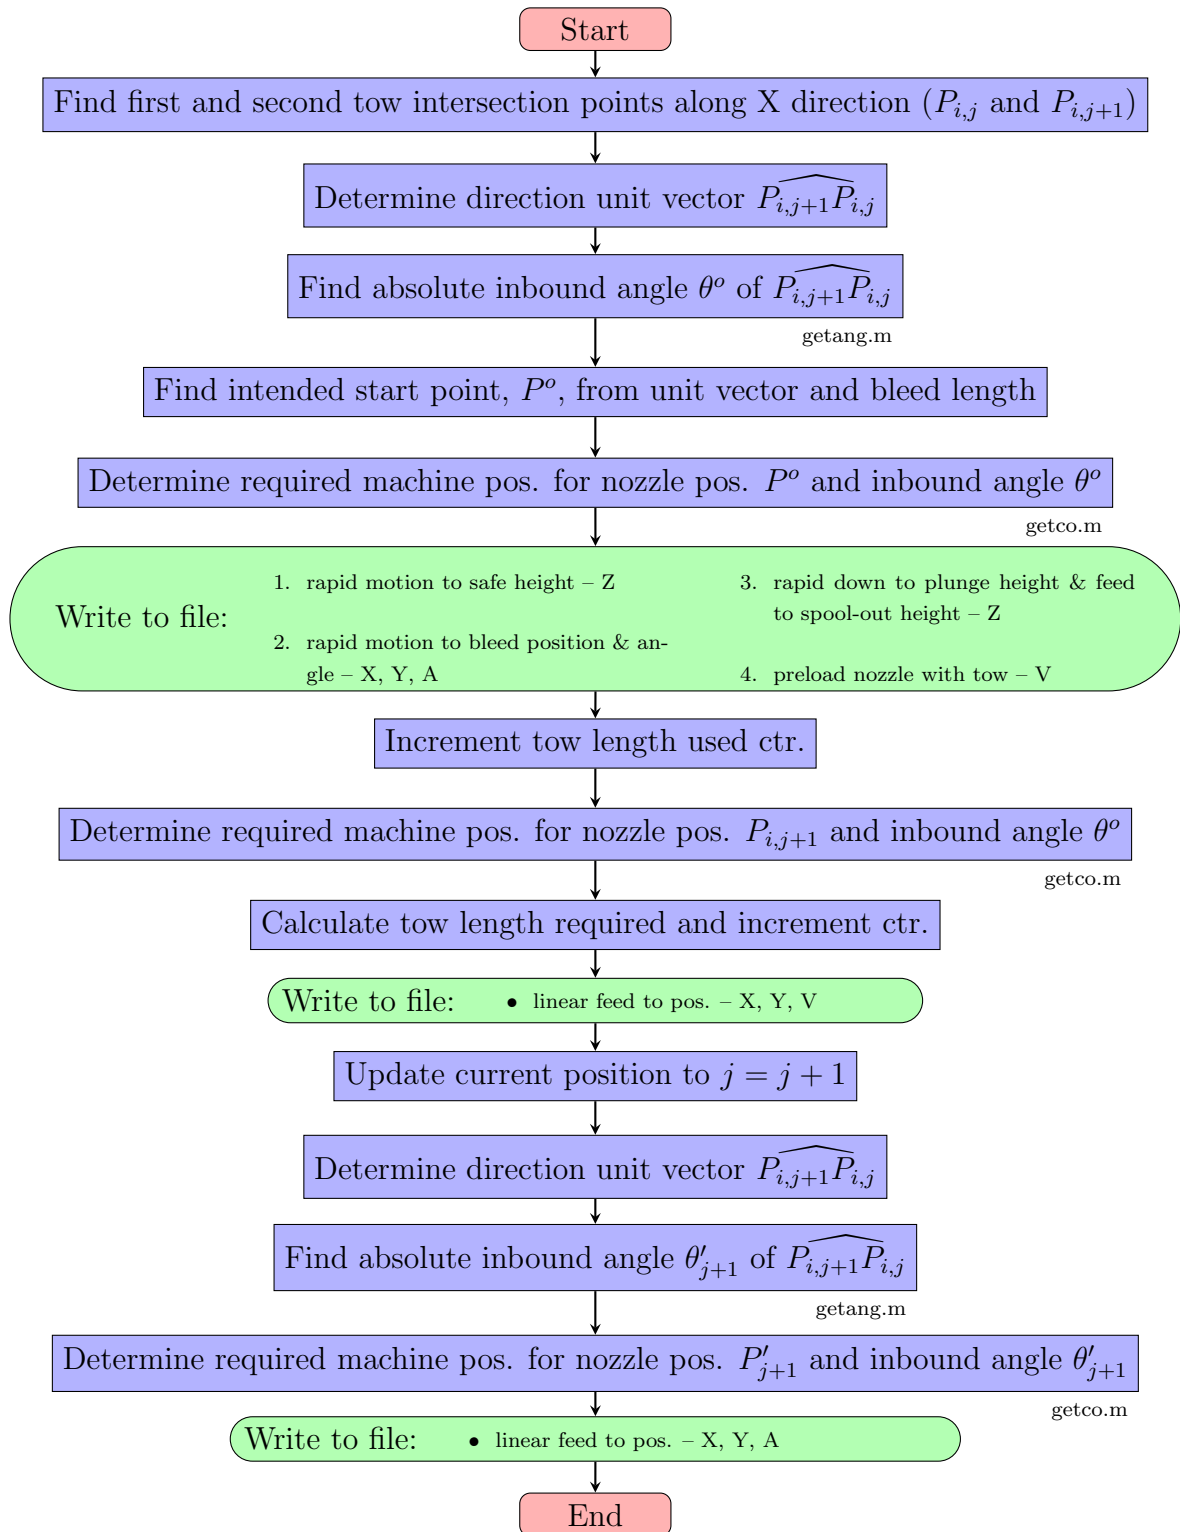 Start
Find first and second tow intersection points along X direction ($P_{i,j}$ and $P_{i,j+1}$)
Determine direction unit vector $\widehat{P_{i,j+1}P_{i,j}}$
Find absolute inbound angle $\theta^o$ of $\widehat{P_{i,j+1}P_{i,j}}$
getang.m
Find intended start point, $P^o$, from unit vector and bleed length
Determine required machine pos. for nozzle pos. $P^o$ and inbound angle $\theta^o$
getco.m
Write to file:
1. rapid motion to safe height – Z
2. rapid motion to bleed position & an-
gle – X, Y, A
3. rapid down to plunge height & feed
to spool-out height – Z
4. preload nozzle with tow – V
Increment tow length used ctr.
Determine required machine pos. for nozzle pos. $P_{i,j+1}$ and inbound angle $\theta^o$
getco.m
Calculate tow length required and increment ctr.
Write to file: • linear feed to pos. – X, Y, V
Update current position to $j = j + 1$
Determine direction unit vector $\widehat{P_{i,j+1}P_{i,j}}$
Find absolute inbound angle $\theta'_{j+1}$ of $\widehat{P_{i,j+1}P_{i,j}}$
getang.m
Determine required machine pos. for nozzle pos. $P'_{j+1}$ and inbound angle $\theta'_{j+1}$
getco.m
Write to file: • linear feed to pos. – X, Y, A
End